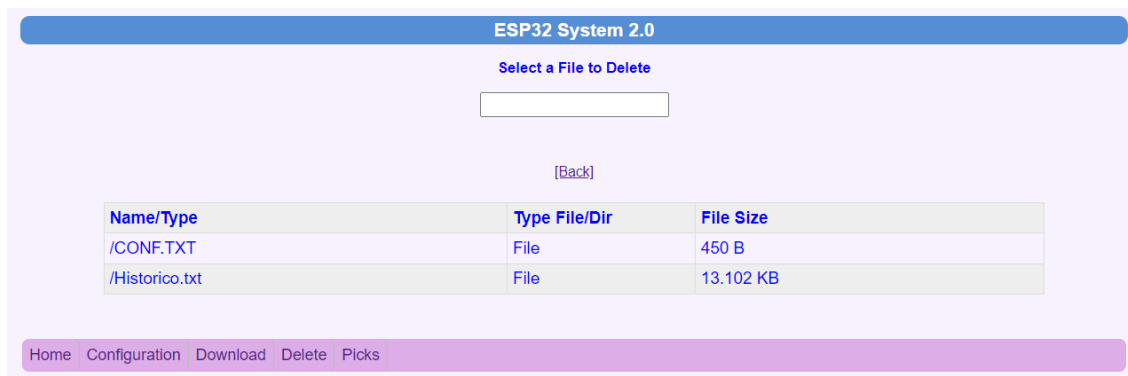 ESP32 System 2.0
Select a File to Delete
[Back]
Name/Type Type File/Dir File Size
/CONF.TXT File 450 B
/Historico.txt File 13.102 KB
Home Configuration Download Delete Picks